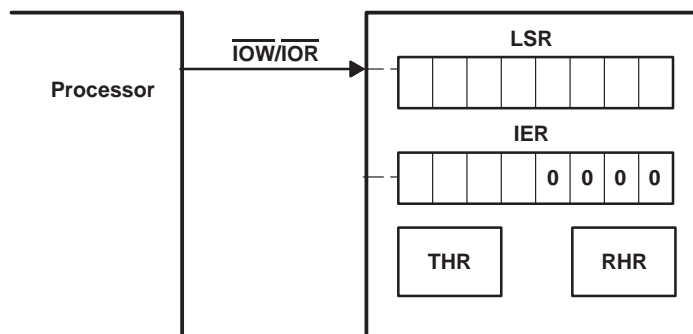 LSR
IOW/IOR
Processor
IER
0 0 0 0
THR RHR